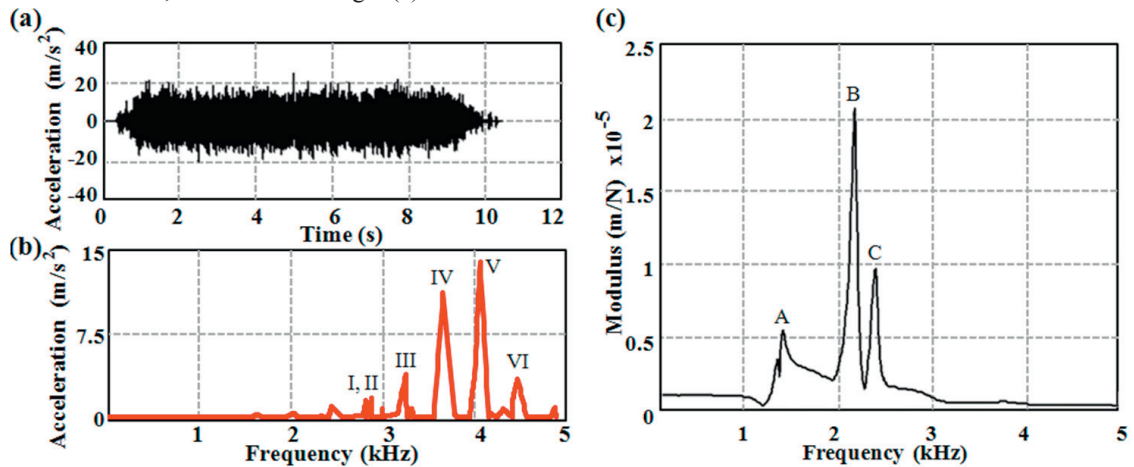 (a)
Acceleration (m/s²)
40
20
0
-20
-40
0 2 4 6 8 10 12
Time (s)
(b)
Acceleration (m/s²)
15
7.5
0
I, II
III
IV
V
VI
1 2 3 4 5
Frequency (kHz)
(c)
Modulus (m/N) x10⁻⁵
2.5
2
1.5
1
0.5
0
A
B
C
1 2 3 4 5
Frequency (kHz)